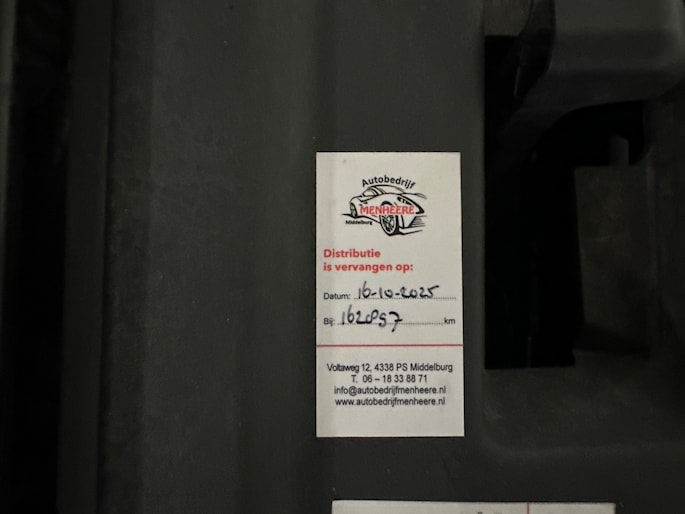 Autobedrijf
MENHEERE
Middelburg
Distributie
is vervangen op:
Datum: 16-10-2025
Bij: km
Voltaweg 12, 4338 PS Middelburg
T. 06 – 18 33 88 71
info@autobedrijfmenheere.nl
www.autobedrijfmenheere.nl